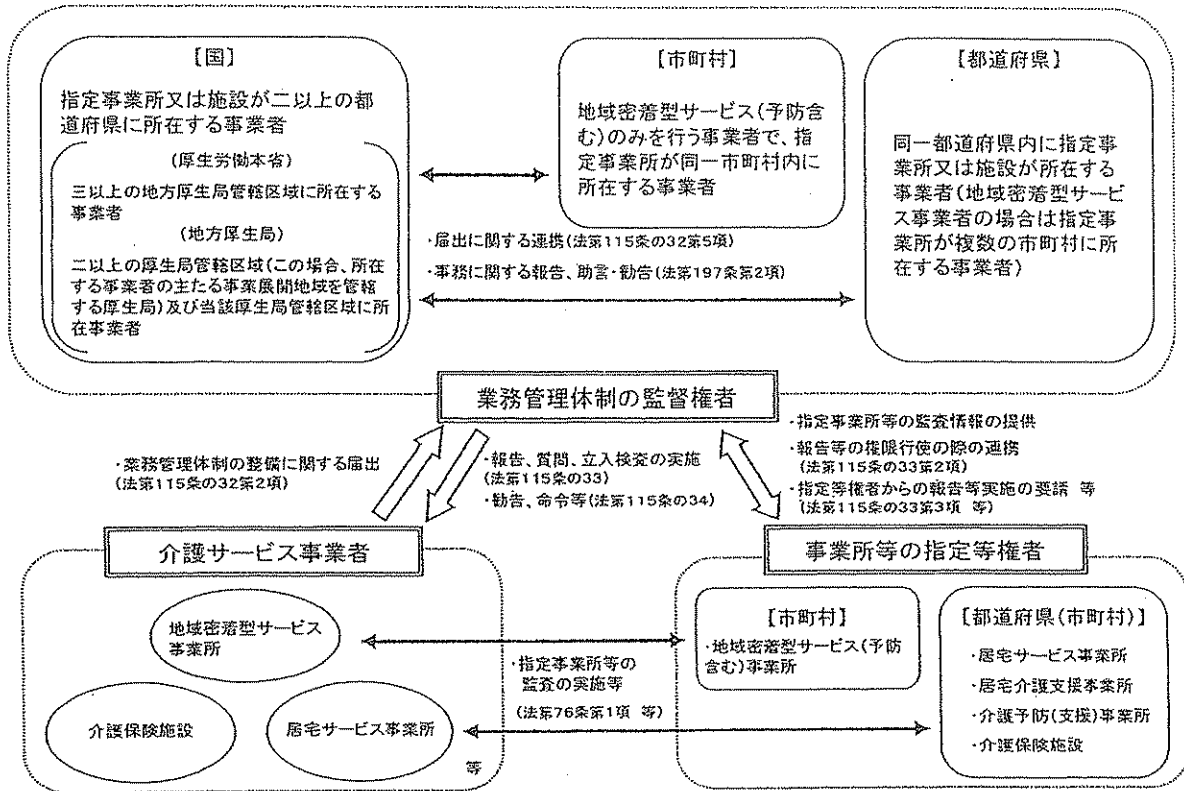 【国】
指定事業所又は施設が二以上の都
道府県に所在する事業者
(厚生労働本省)
三以上の地方厚生局管轄区域に所在する
事業者
(地方厚生局)
二以上の厚生局管轄区域(この場合、所在
する事業者の主たる事業展開地域を管轄
する厚生局)及び当該厚生局管轄区域に所
在事業者
【市町村】
地域密着型サービス(予防含
む)のみを行う事業者で、指
定事業所が同一市町村内に
所在する事業者
・届出に関する連携(法第115条の32第5項)
・事務に関する報告、助言・勧告(法第197条第2項)
【都道府県】
同一都道府県内に指定事
業所又は施設が所在する
事業者(地域密着型サービ
ス事業者の場合は指定事
業所が複数の市町村に所
在する事業者)
業務管理体制の監督権者
・業務管理体制の整備に関する届出
(法第115条の32第2項)
・報告、質問、立入検査の実施
(法第115条の33)
・勧告、命令等(法第115条の34)
・指定事業所等の監査情報の提供
・報告等の権限行使の際の連携
(法第115条の33第2項)
・指定等権者からの報告等実施の要請 等
(法第115条の33第3項 等)
介護サービス事業者
地域密着型サービス
事業所
介護保険施設
居宅サービス事業所
等
・指定事業所等の
監査の実施等
(法第76条第1項 等)
事業所等の指定等権者
【市町村】
・地域密着型サービス(予防
含む)事業所
【都道府県(市町村)】
・居宅サービス事業所
・居宅介護支援事業所
・介護予防(支援)事業所
・介護保険施設